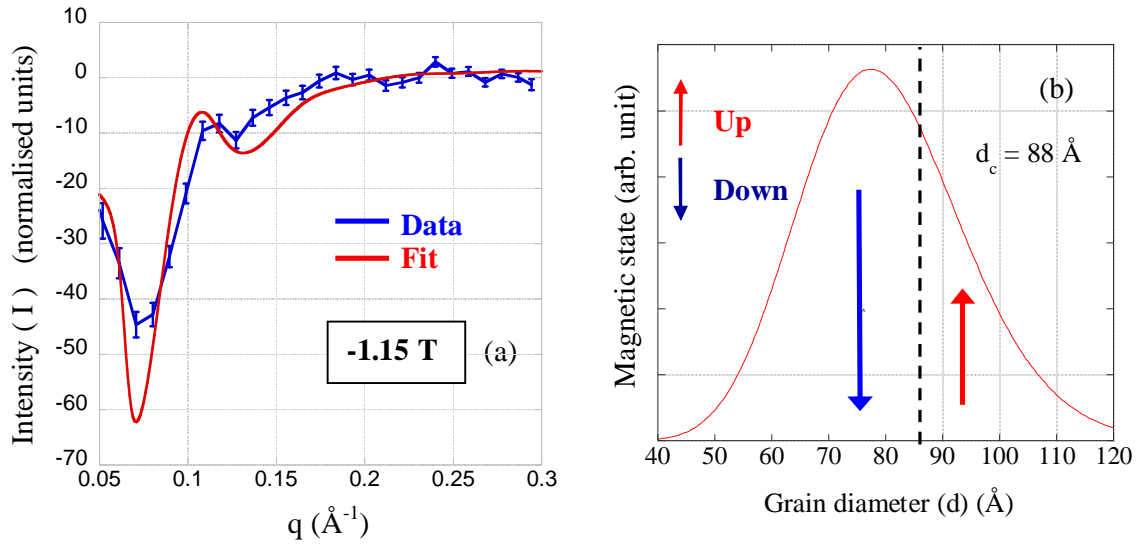 10
0
-10
-20
-30
-40
-50
-60
-70
Intensity ( I ) (normalised units)
Data
Fit
-1.15 T
(a)
0.05 0.1 0.15 0.2 0.25 0.3
q (Å-1)
Magnetic state (arb. unit)
(b)
Up
Down
dc = 88 Å
40 50 60 70 80 90 100 110 120
Grain diameter (d) (Å)